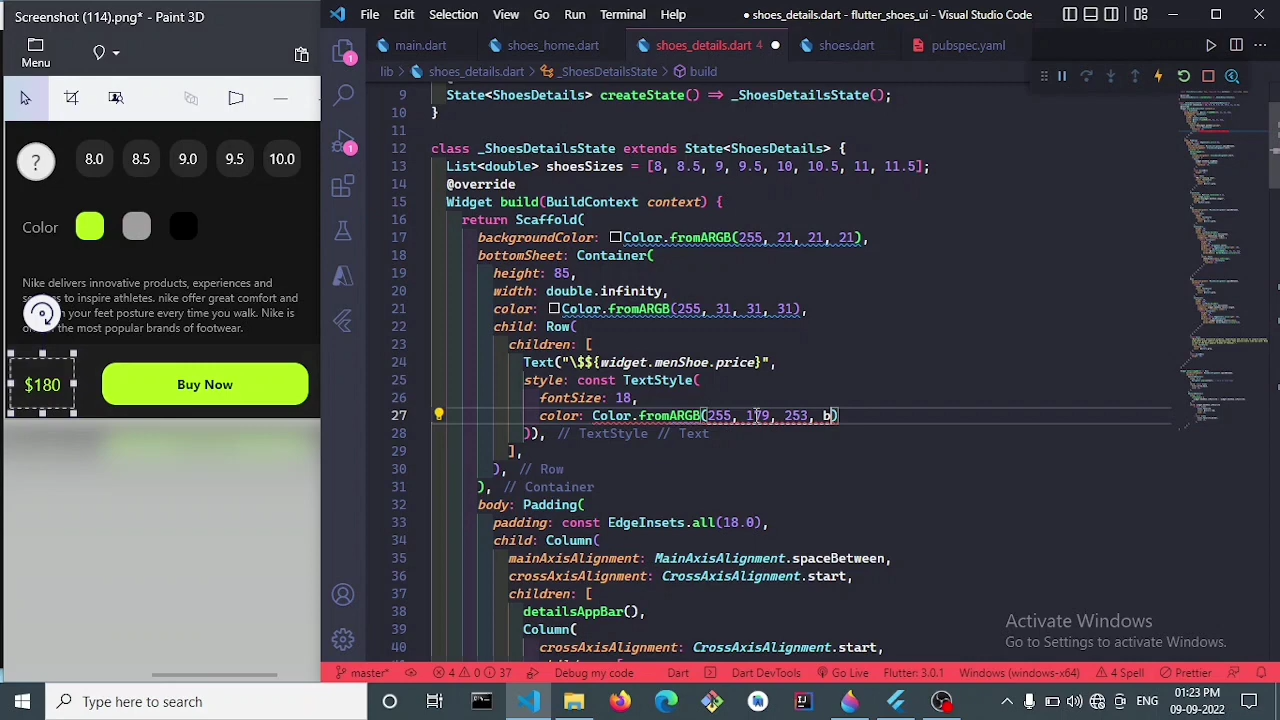 Screenshot (114).png* - Paint 3D
Menu
?
8.0 8.5 9.0 9.5 10.0
Color
Nike delivers innovative products, experiences and
to inspire athletes. nike offer great comfort and
your feet posture every time you walk. Nike is
the most popular brands of footwear.
$180
Buy Now
File Edit Selection View Go Run Terminal Help
● shoes_details.dart - flutter_shoes_ui - Visual Studio Code
main.dart shoes_home.dart shoes_details.dart 4 shoes.dart pubspec.yaml
lib > shoes_details.dart > _ShoesDetailsState > build
9 State<ShoesDetails> createState() => _ShoesDetailsState();
10 }
11
12 class _ShoesDetailsState extends State<ShoesDetails> {
13 List<double> shoesSizes = [8, 8.5, 9, 9.5, 10, 10.5, 11, 11.5];
14 @override
15 Widget build(BuildContext context) {
16 return Scaffold(
17 backgroundColor: Color.fromARGB(255, 21, 21, 21),
18 bottomSheet: Container(
19 height: 85,
20 width: double.infinity,
21 color: Color.fromARGB(255, 31, 31, 31),
22 child: Row(
23 children: [
24 Text("\$${widget.menShoe.price}",
25 style: const TextStyle(
26 fontSize: 18,
27 color: Color.fromARGB(255, 179, 253, b)
28 )), // TextStyle // Text
29 ],
30 ), // Row
31 ), // Container
32 body: Padding(
33 padding: const EdgeInsets.all(18.0),
34 child: Column(
35 mainAxisAlignment: MainAxisAlignment.spaceBetween,
36 crossAxisAlignment: CrossAxisAlignment.start,
37 children: [
38 detailsAppBar(),
39 Column(
40 crossAxisAlignment: CrossAxisAlignment.start,
Activate Windows
Go to Settings to activate Windows.
master* 4 0 37 Debug my code Dart Dart DevTools Go Live Flutter: 3.0.1 Windows (windows-x64) 4 Spell Prettier
Type here to search
ENG
3:23 PM
09-09-2022